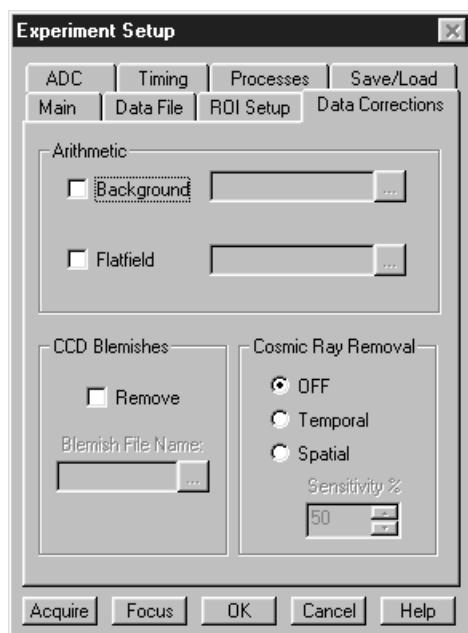 Experiment Setup
ADC Timing Processes Save/Load
Main Data File ROI Setup Data Corrections
Arithmetic
Background ...
Flatfield ...
CCD Blemishes
Remove
Blemish File Name:
...
Cosmic Ray Removal
OFF
Temporal
Spatial
Sensitivity %
50
Acquire Focus OK Cancel Help